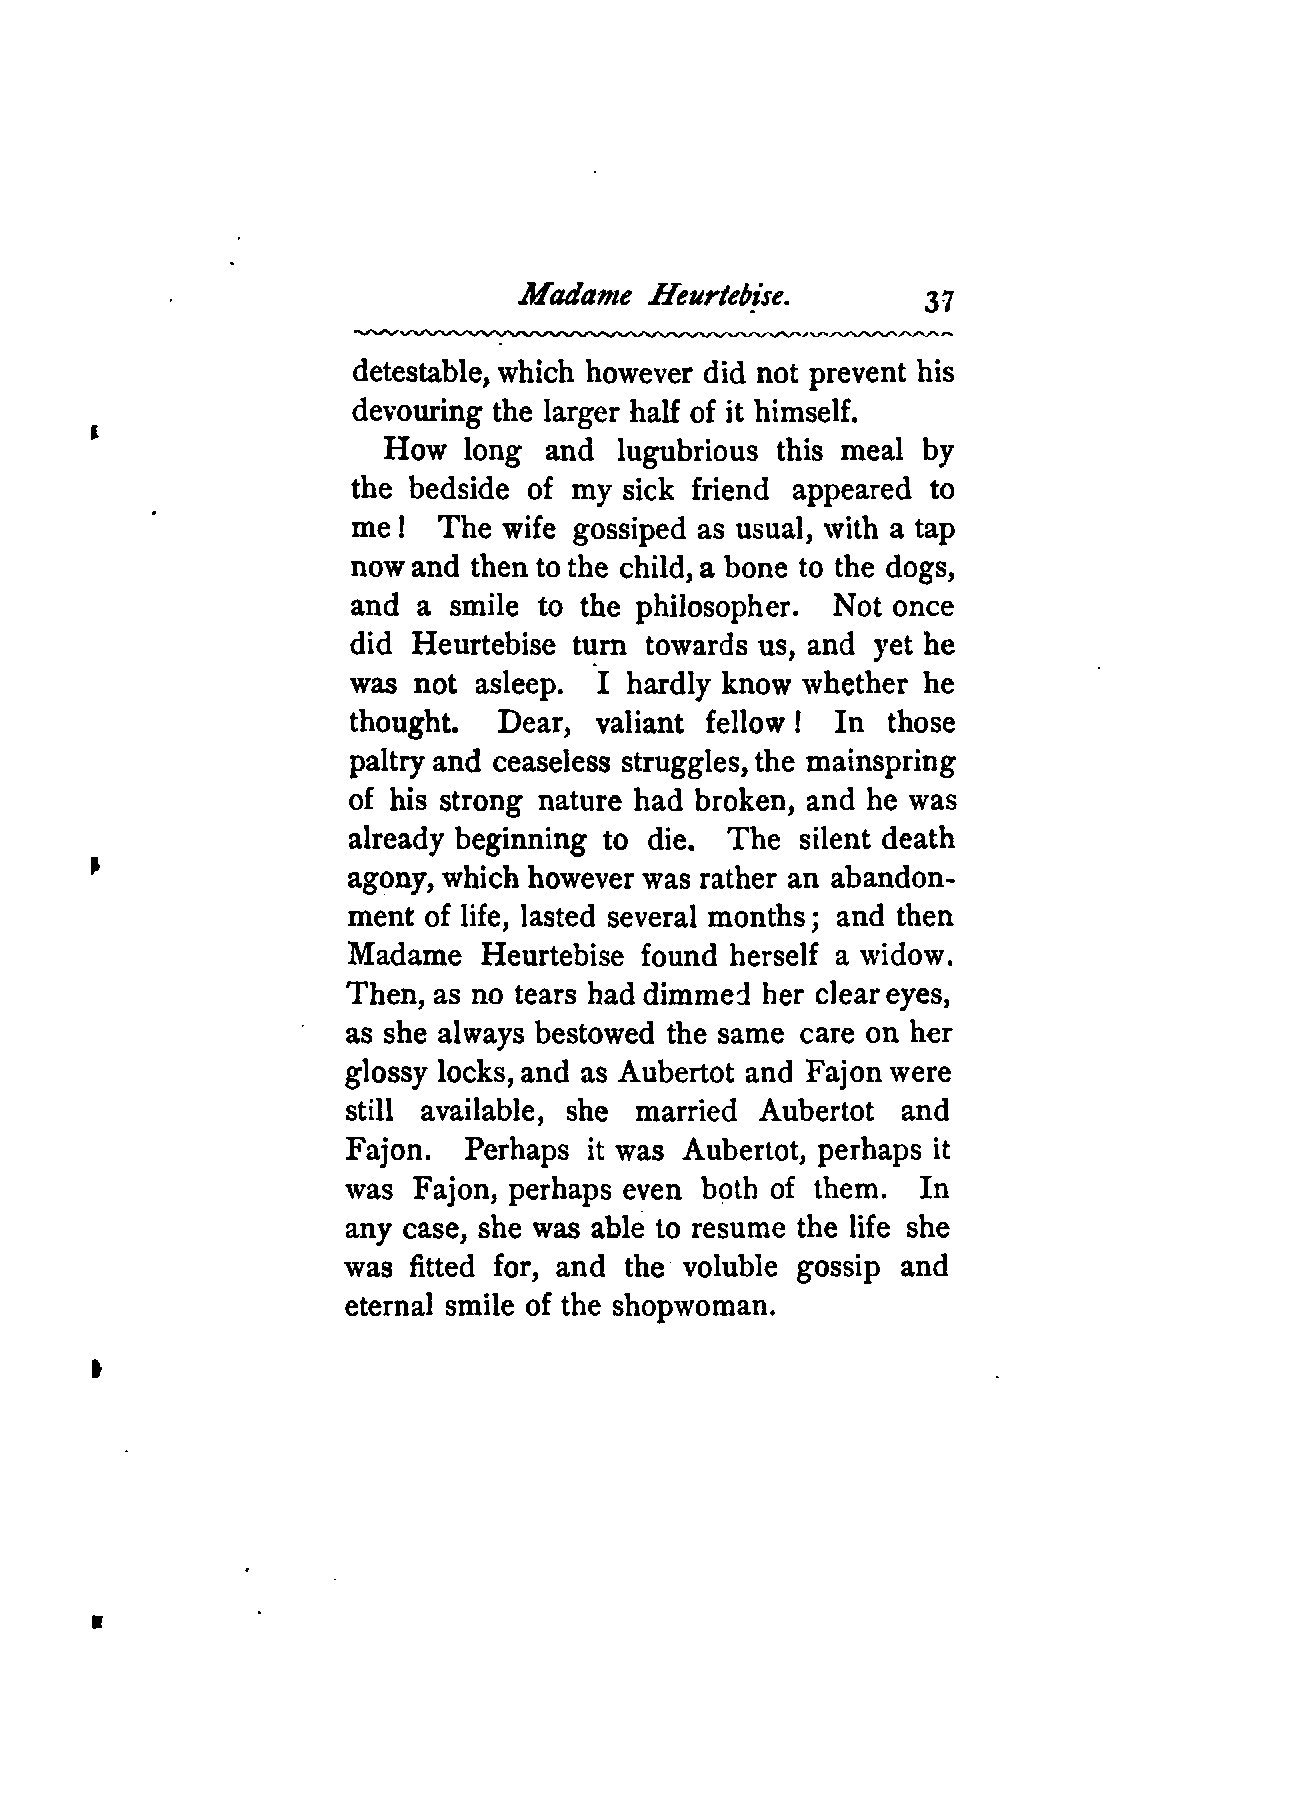 Madame Heurtebise. 37
detestable, which however did not prevent his
devouring the larger half of it himself.
How long and lugubrious this meal by
the bedside of my sick friend appeared to
me! The wife gossiped as usual, with a tap
now and then to the child, a bone to the dogs,
and a smile to the philosopher. Not once
did Heurtebise turn towards us, and yet he
was not asleep. I hardly know whether he
thought. Dear, valiant fellow! In those
paltry and ceaseless struggles, the mainspring
of his strong nature had broken, and he was
already beginning to die. The silent death
agony, which however was rather an abandon-
ment of life, lasted several months; and then
Madame Heurtebise found herself a widow.
Then, as no tears had dimmed her clear eyes,
as she always bestowed the same care on her
glossy locks, and as Aubertot and Fajon were
still available, she married Aubertot and
Fajon. Perhaps it was Aubertot, perhaps it
was Fajon, perhaps even both of them. In
any case, she was able to resume the life she
was fitted for, and the voluble gossip and
eternal smile of the shopwoman.